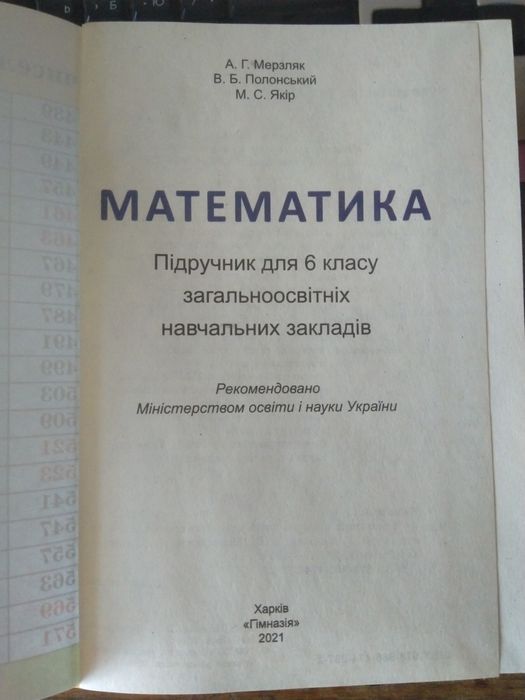 А. Г. Мерзляк
В. Б. Полонський
М. С. Якір
МАТЕМАТИКА
Підручник для 6 класу
загальноосвітніх
навчальних закладів
Рекомендовано
Міністерством освіти і науки України
Харків
«Гімназія»
2021